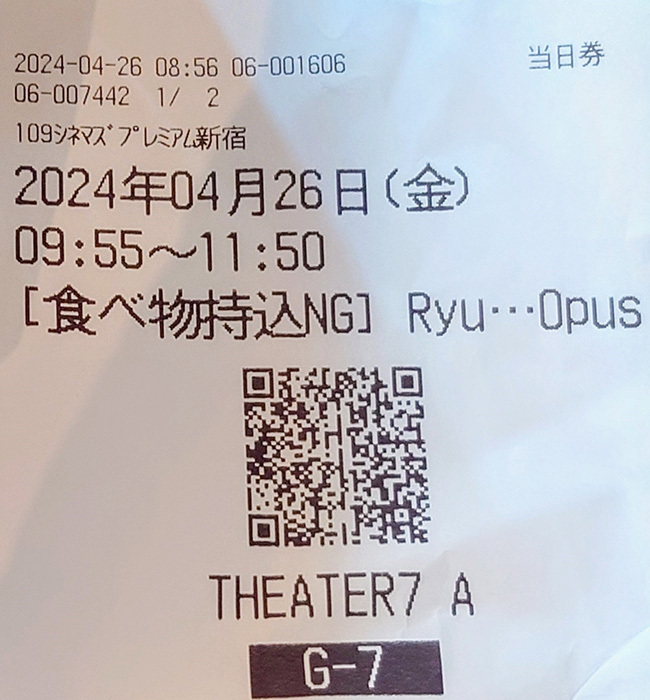 2024-04-26 08:56 06-001606 当日券
06-007442 1/ 2
109シネマズプレミアム新宿
2024年04月26日(金)
09:55〜11:50
[食べ物持込NG] Ryu…Opus
THEATER7 A
G-7